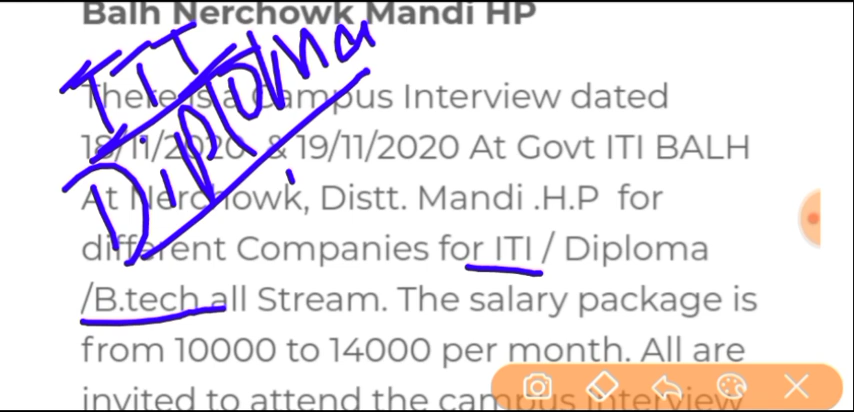 Balh Nerchowk Mandi HP
ITI
Diploma
There is a Campus Interview dated
18/11/2020 & 19/11/2020 At Govt ITI BALH
At Nerchowk, Distt. Mandi .H.P for
different Companies for ITI / Diploma
/B.tech all Stream. The salary package is
from 10000 to 14000 per month. All are
invited to attend the campus interview